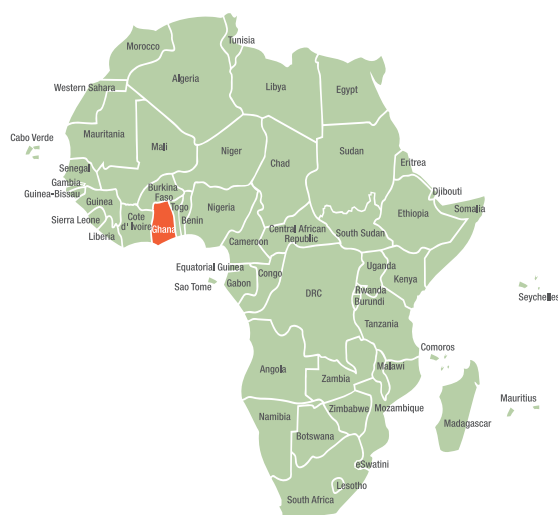 Tunisia
Morocco
Algeria
Libya
Egypt
Western Sahara
Mauritania
Cabo Verde
Mali
Niger
Chad
Sudan
Eritrea
Senegal
Gambia
Guinea-Bissau
Guinea
Burkina
Faso
Togo
Benin
Nigeria
Djibouti
Somalia
Ethiopia
Sierra Leone
Cote
d' Ivoire
Ghana
Liberia
Central African
Republic
South Sudan
Cameroon
Equatorial Guinea
Sao Tome
Gabon
Congo
DRC
Uganda
Kenya
Rwanda
Burundi
Seychelles
Tanzania
Comoros
Angola
Zambia
Malawi
Mozambique
Mauritius
Madagascar
Namibia
Zimbabwe
Botswana
eSwatini
Lesotho
South Africa